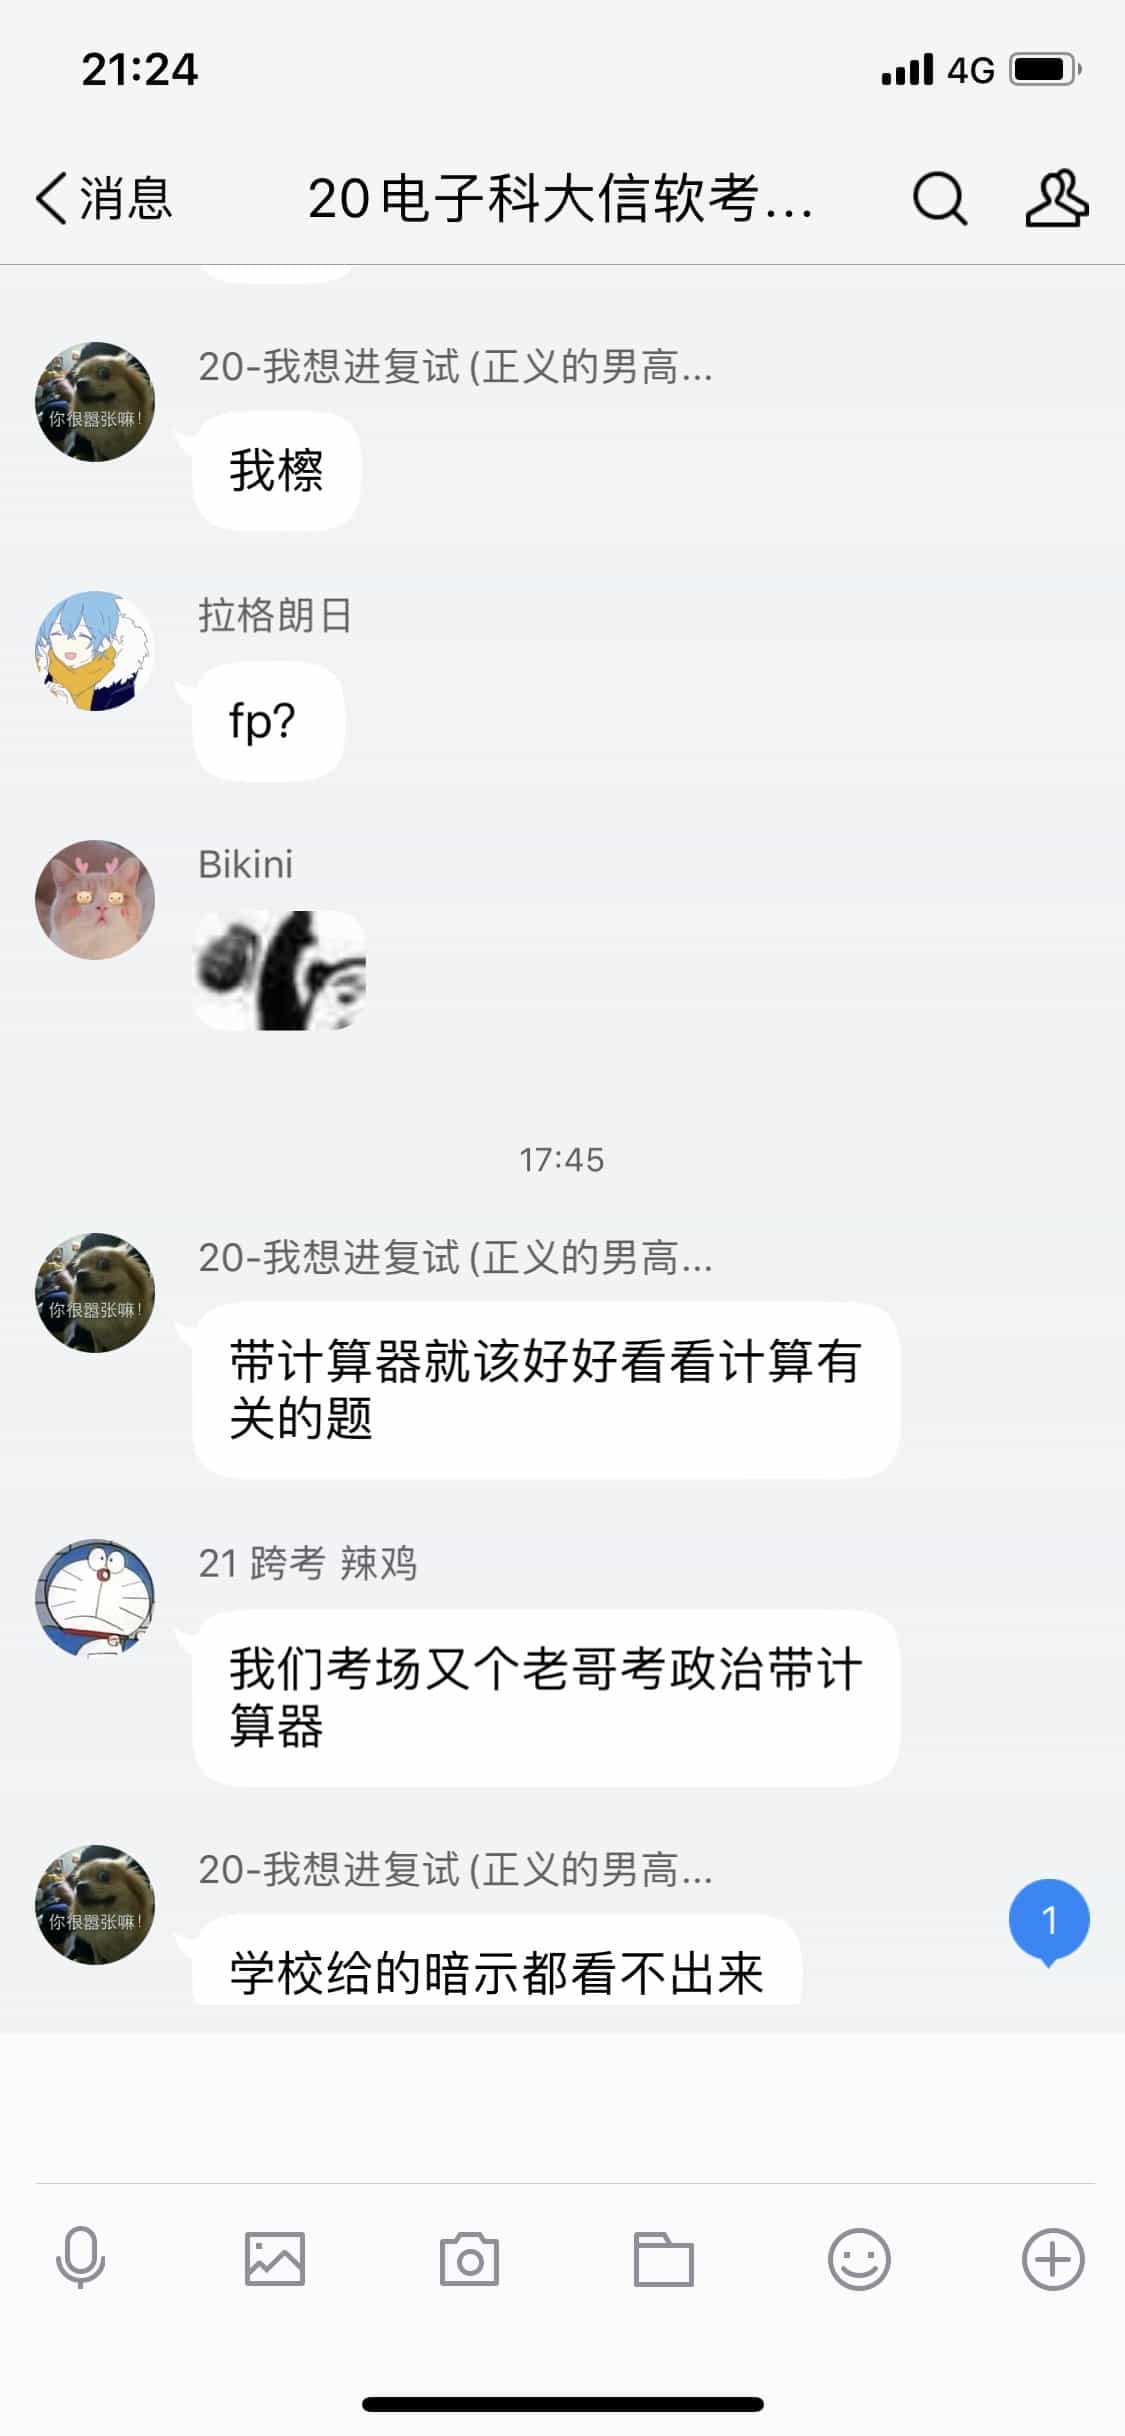 21:24
4G
消息
20电子科大信软考...
20-我想进复试(正义的男高...
你很嚣张嘛!
我檫
拉格朗日
fp?
Bikini
17:45
20-我想进复试(正义的男高...
你很嚣张嘛!
带计算器就该好好看看计算有
关的题
21 跨考 辣鸡
我们考场又个老哥考政治带计
算器
20-我想进复试(正义的男高...
你很嚣张嘛!
学校给的暗示都看不出来
1